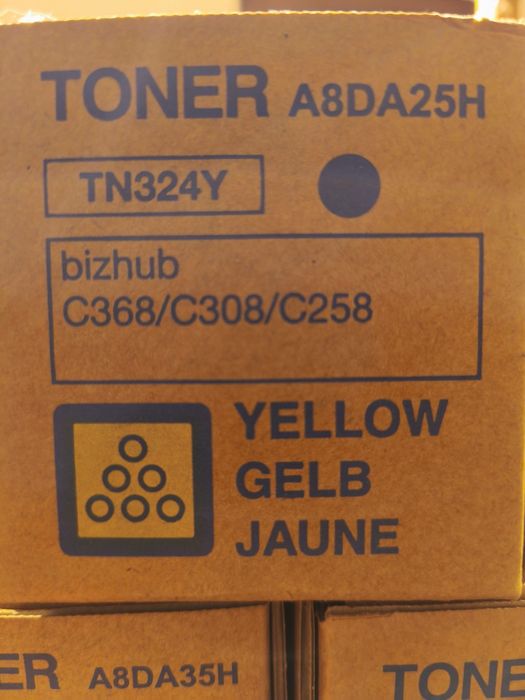 TONER A8DA25H
TN324Y
bizhub
C368/C308/C258
YELLOW
GELB
JAUNE
ER A8DA35H
TONE